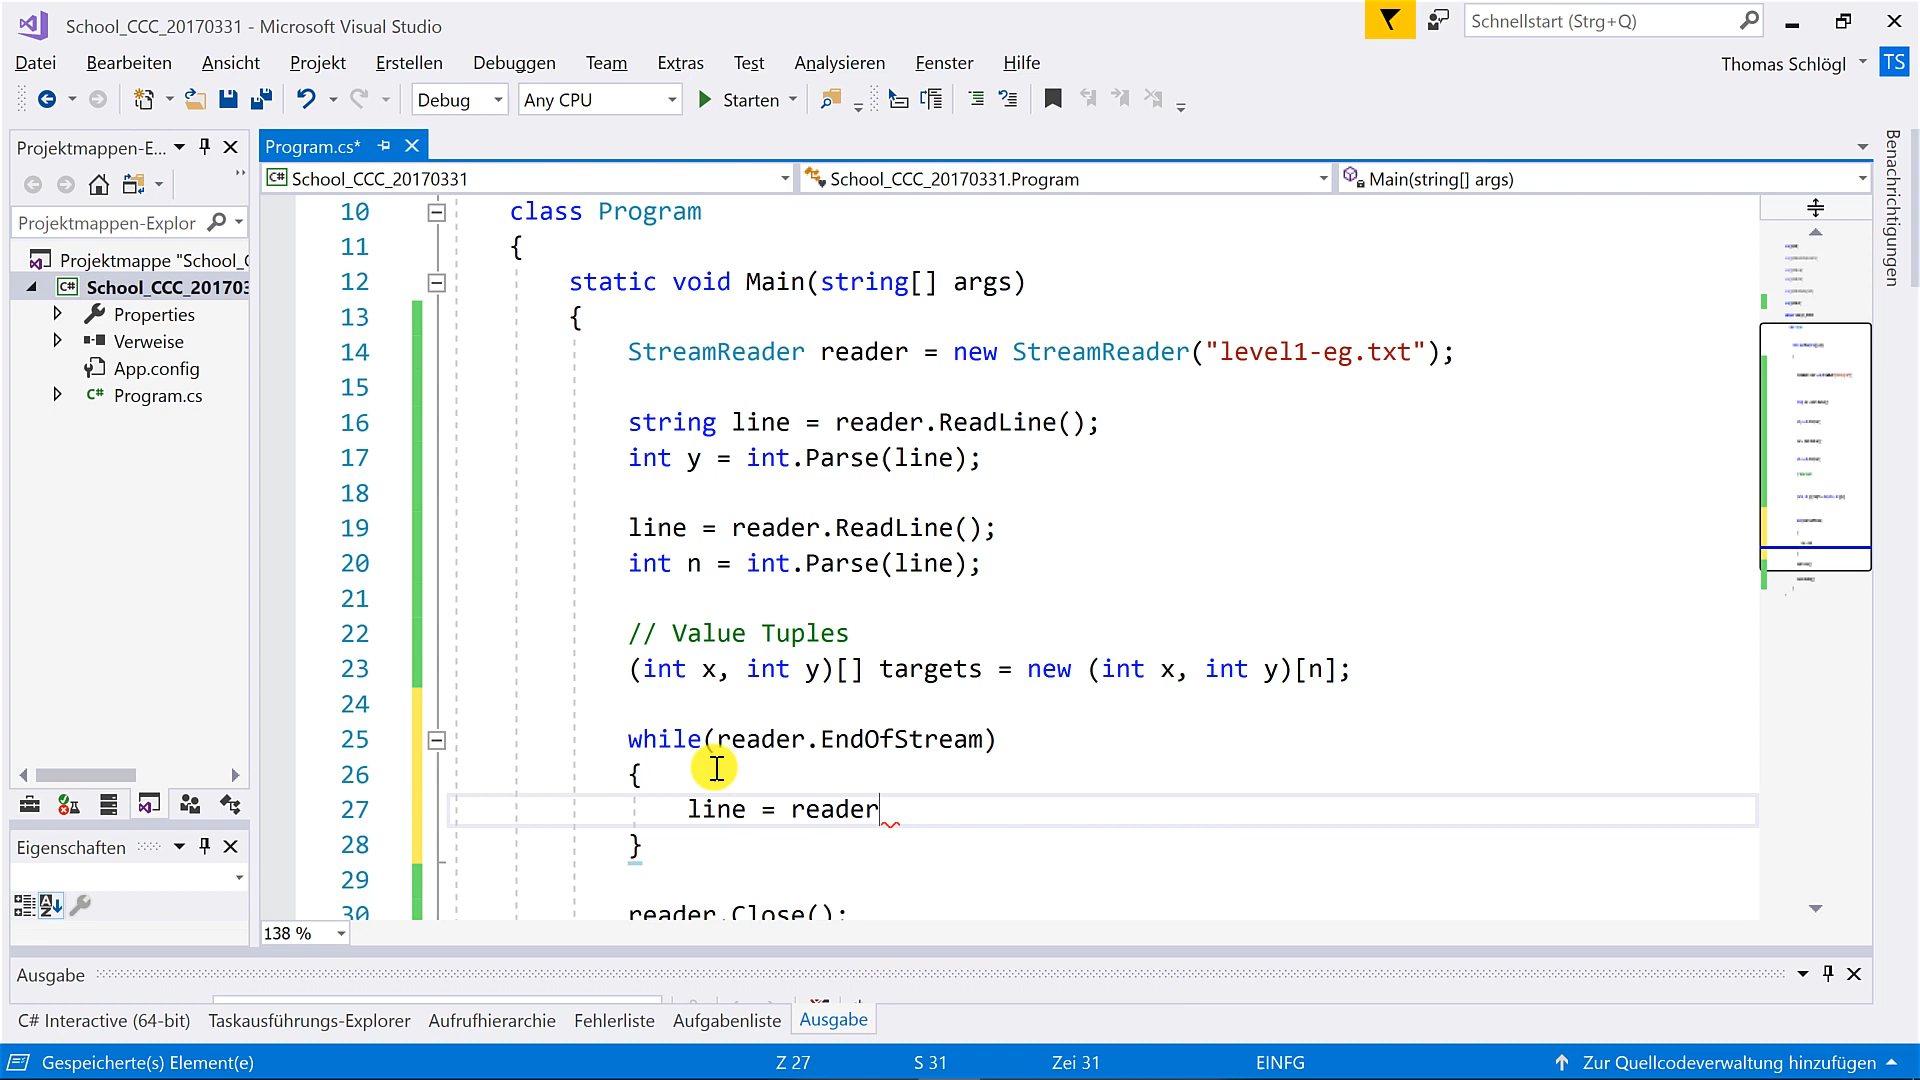 School_CCC_20170331 - Microsoft Visual Studio
Schnellstart (Strg+Q)
Datei Bearbeiten Ansicht Projekt Erstellen Debuggen Team Extras Test Analysieren Fenster Hilfe
Thomas Schlögl TS
Debug Any CPU Starten
Projektmappen-E...
Program.cs*
School_CCC_20170331 School_CCC_20170331.Program Main(string[] args)
Benachrichtigungen
Projektmappen-Explor
Projektmappe "School_C
School_CCC_201703
Properties
Verweise
App.config
Program.cs
Eigenschaften
10 class Program
11 {
12 static void Main(string[] args)
13 {
14 StreamReader reader = new StreamReader("level1-eg.txt");
15
16 string line = reader.ReadLine();
17 int y = int.Parse(line);
18
19 line = reader.ReadLine();
20 int n = int.Parse(line);
21
22 // Value Tuples
23 (int x, int y)[] targets = new (int x, int y)[n];
24
25 while(reader.EndOfStream)
26 {
27 line = reader
28 }
29
30 reader.Close();
138 %
Ausgabe
C# Interactive (64-bit) Taskausführungs-Explorer Aufrufhierarchie Fehlerliste Aufgabenliste Ausgabe
Gespeicherte(s) Element(e) Z 27 S 31 Zei 31 EINFG Zur Quellcodeverwaltung hinzufügen